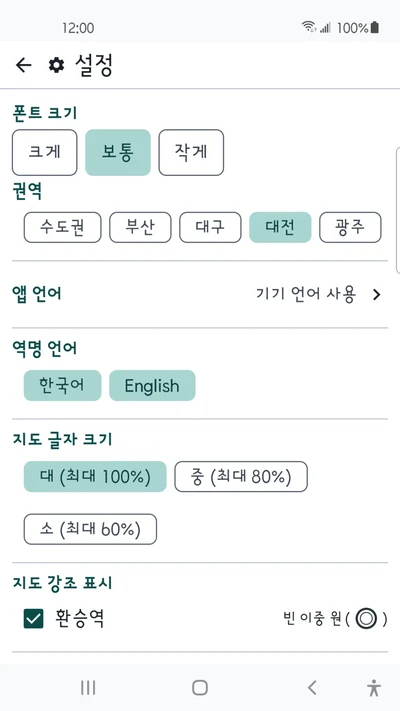 12:00 100%
설정
폰트 크기
크게 보통 작게
권역
수도권 부산 대구 대전 광주
앱 언어 기기 언어 사용
역명 언어
한국어 English
지도 글자 크기
대 (최대 100%) 중 (최대 80%)
소 (최대 60%)
지도 강조 표시
환승역 빈 이중 원 ( )